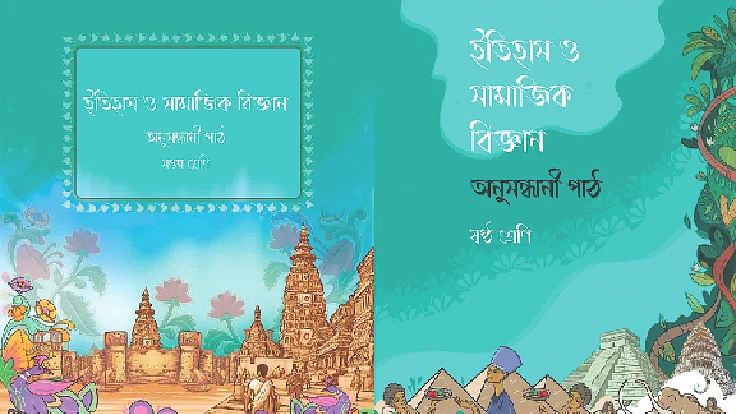 ইতিহাস ও সামাজিক বিজ্ঞান
অনুসন্ধানী পাঠ
সপ্তম শ্রেণি
ইতিহাস ও
সামাজিক
বিজ্ঞান
অনুসন্ধানী পাঠ
ষষ্ঠ শ্রেণি